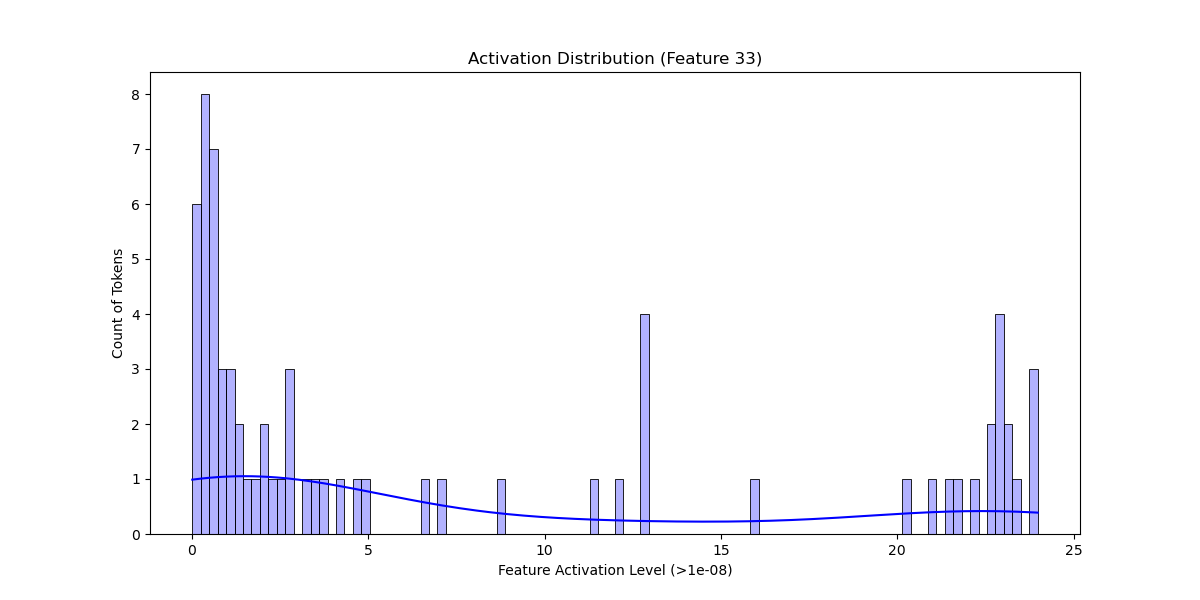 Activation Distribution (Feature 33)
8
7
6
5
4
3
2
1
0
Count of Tokens
0 5 10 15 20 25
Feature Activation Level (>1e-08)